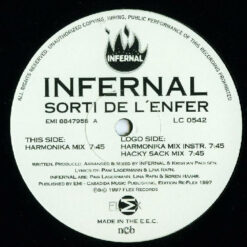 ALL RIGHTS RESERVED. UNAUTHORIZED COPYING, HIRING, PUBLIC PERFORMANCE OF THIS RECORD PROHIBITED
INFERNAL
INFERNAL
SORTI DE L´ENFER
EMI 8847956 A
LC 0542
THIS SIDE:
HARMONIKA MIX 7:45
LOGO SIDE:
HARMONIKA MIX INSTR. 7:45
HACKY SACK MIX 7:45
WRITTEN, PRODUCED, ARRANGED & MIXED BY INFERNAL & KRISTIAN PAULSEN
LYRICS BY PAW LAGERMANN & LINA RAFN.
INFERNAL ARE: PAW LAGERMANN, LINA RAFN & SØREN HAAHR.
PUBLISHED BY EMI - CASADIDA MUSIC PUBLISHING, EDITION RE-FLEX 1997
1997 FLEX RECORDS
MADE IN THE E.E.C.
ncb